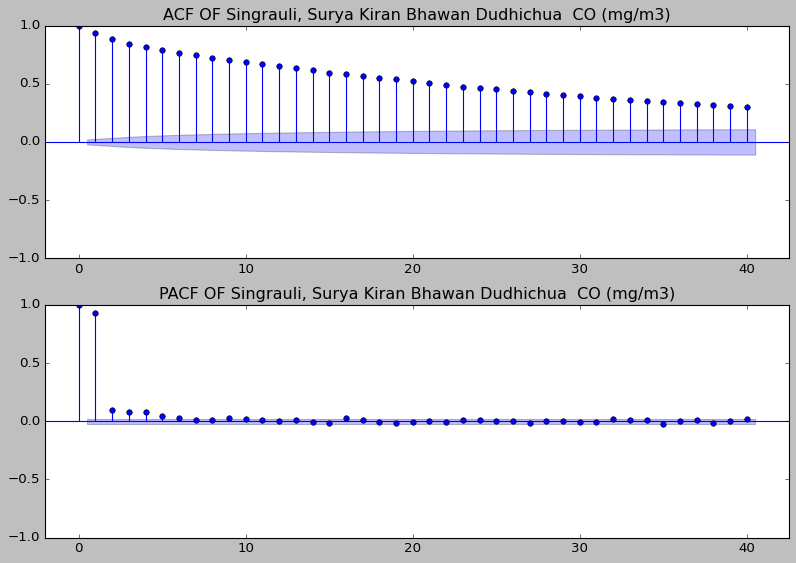 ACF OF Singrauli, Surya Kiran Bhawan Dudhichua  CO (mg/m3)
1.0
0.5
0.0
−0.5
−1.0
0 10 20 30 40
PACF OF Singrauli, Surya Kiran Bhawan Dudhichua  CO (mg/m3)
1.0
0.5
0.0
−0.5
−1.0
0 10 20 30 40